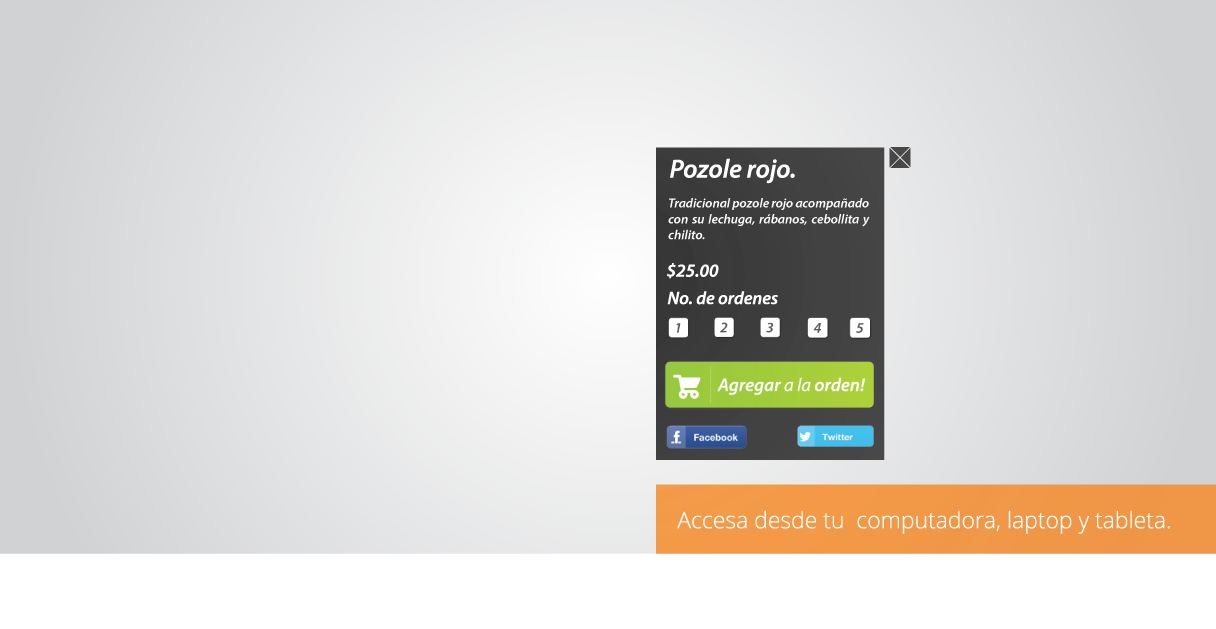 Pozole rojo.
Tradicional pozole rojo acompañado
con su lechuga, rábanos, cebollita y
chilito.
$25.00
No. de ordenes
1 2 3 4 5
Agregar a la orden!
f Facebook Twitter
Accesa desde tu computadora, laptop y tableta.